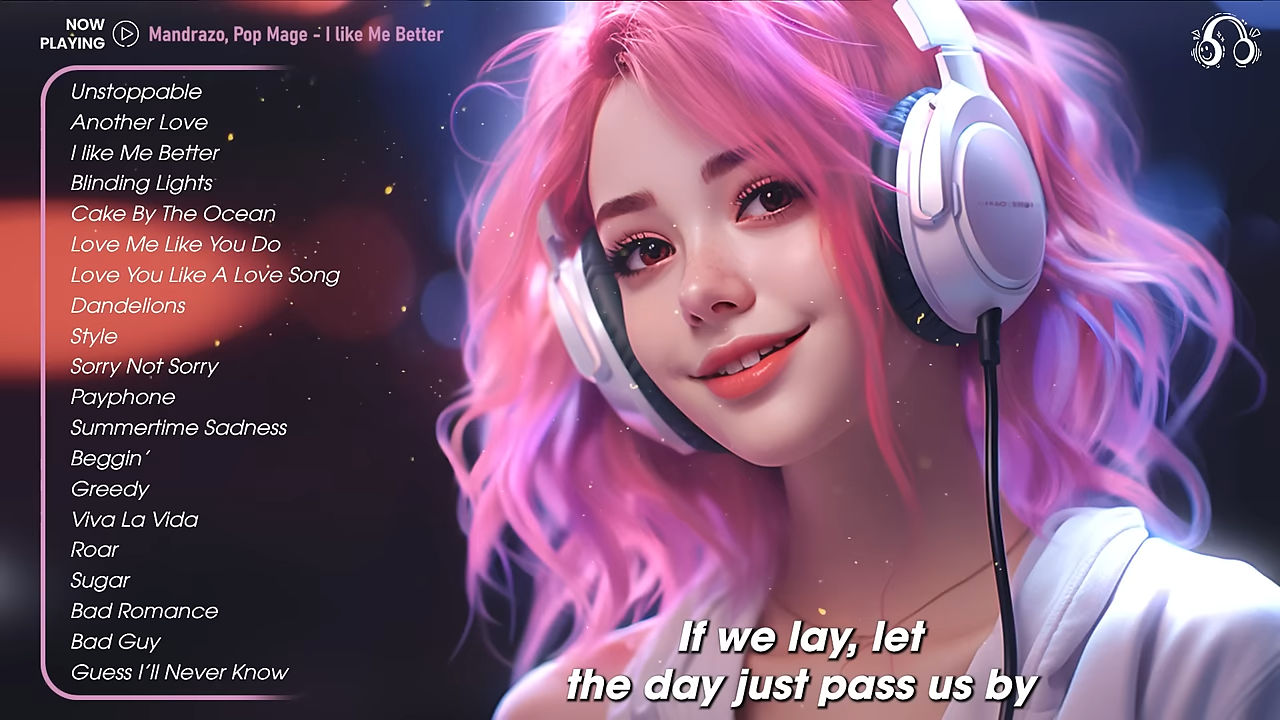 NOW
PLAYING
Mandrazo, Pop Mage - I like Me Better
Unstoppable
Another Love
I like Me Better
Blinding Lights
Cake By The Ocean
Love Me Like You Do
Love You Like A Love Song
Dandelions
Style
Sorry Not Sorry
Payphone
Summertime Sadness
Beggin’
Greedy
Viva La Vida
Roar
Sugar
Bad Romance
Bad Guy
Guess I’ll Never Know
If we lay, let
the day just pass us by